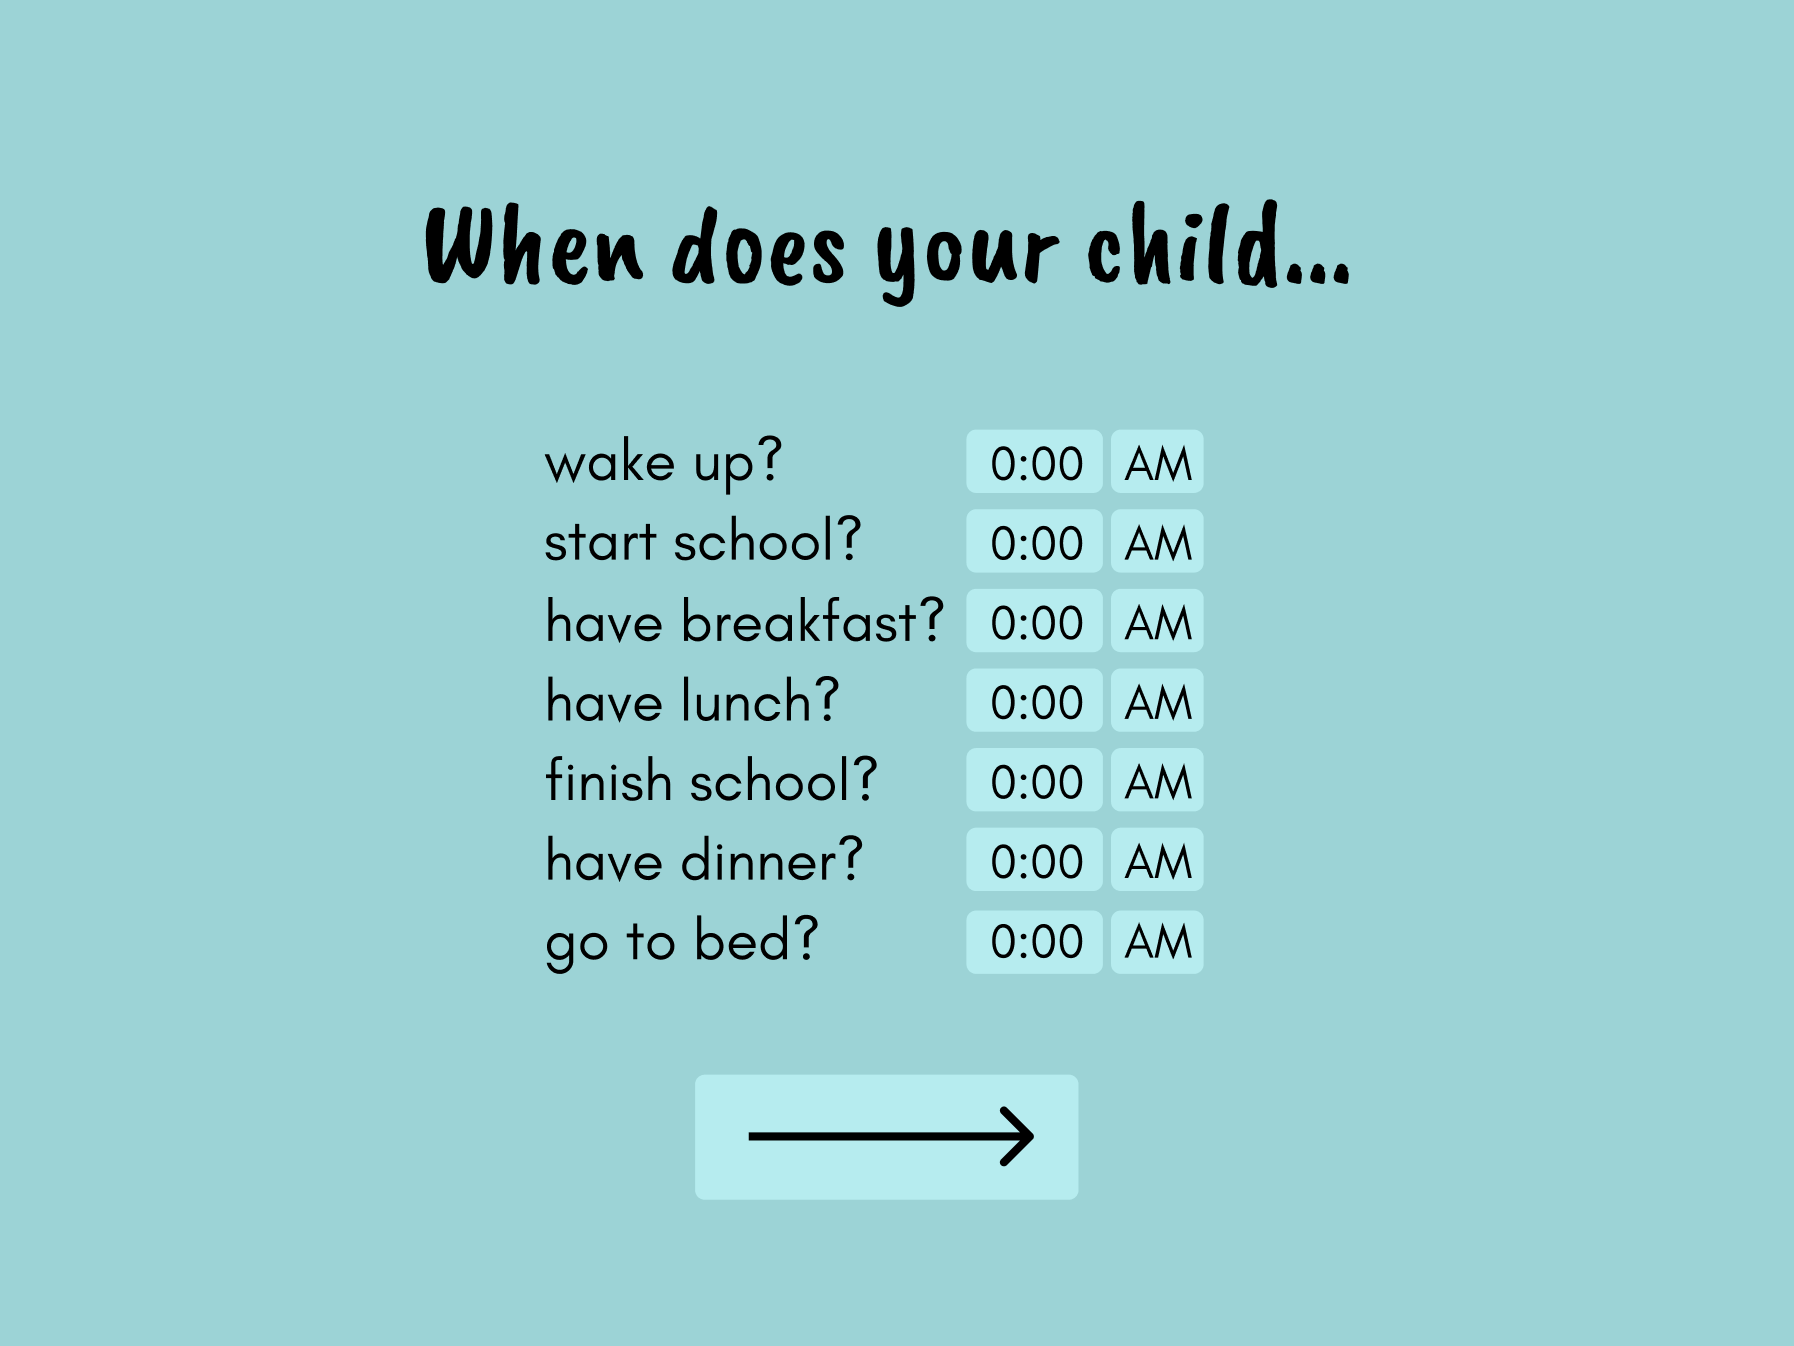 When does your child...
wake up? 0:00 AM
start school? 0:00 AM
have breakfast? 0:00 AM
have lunch? 0:00 AM
finish school? 0:00 AM
have dinner? 0:00 AM
go to bed? 0:00 AM